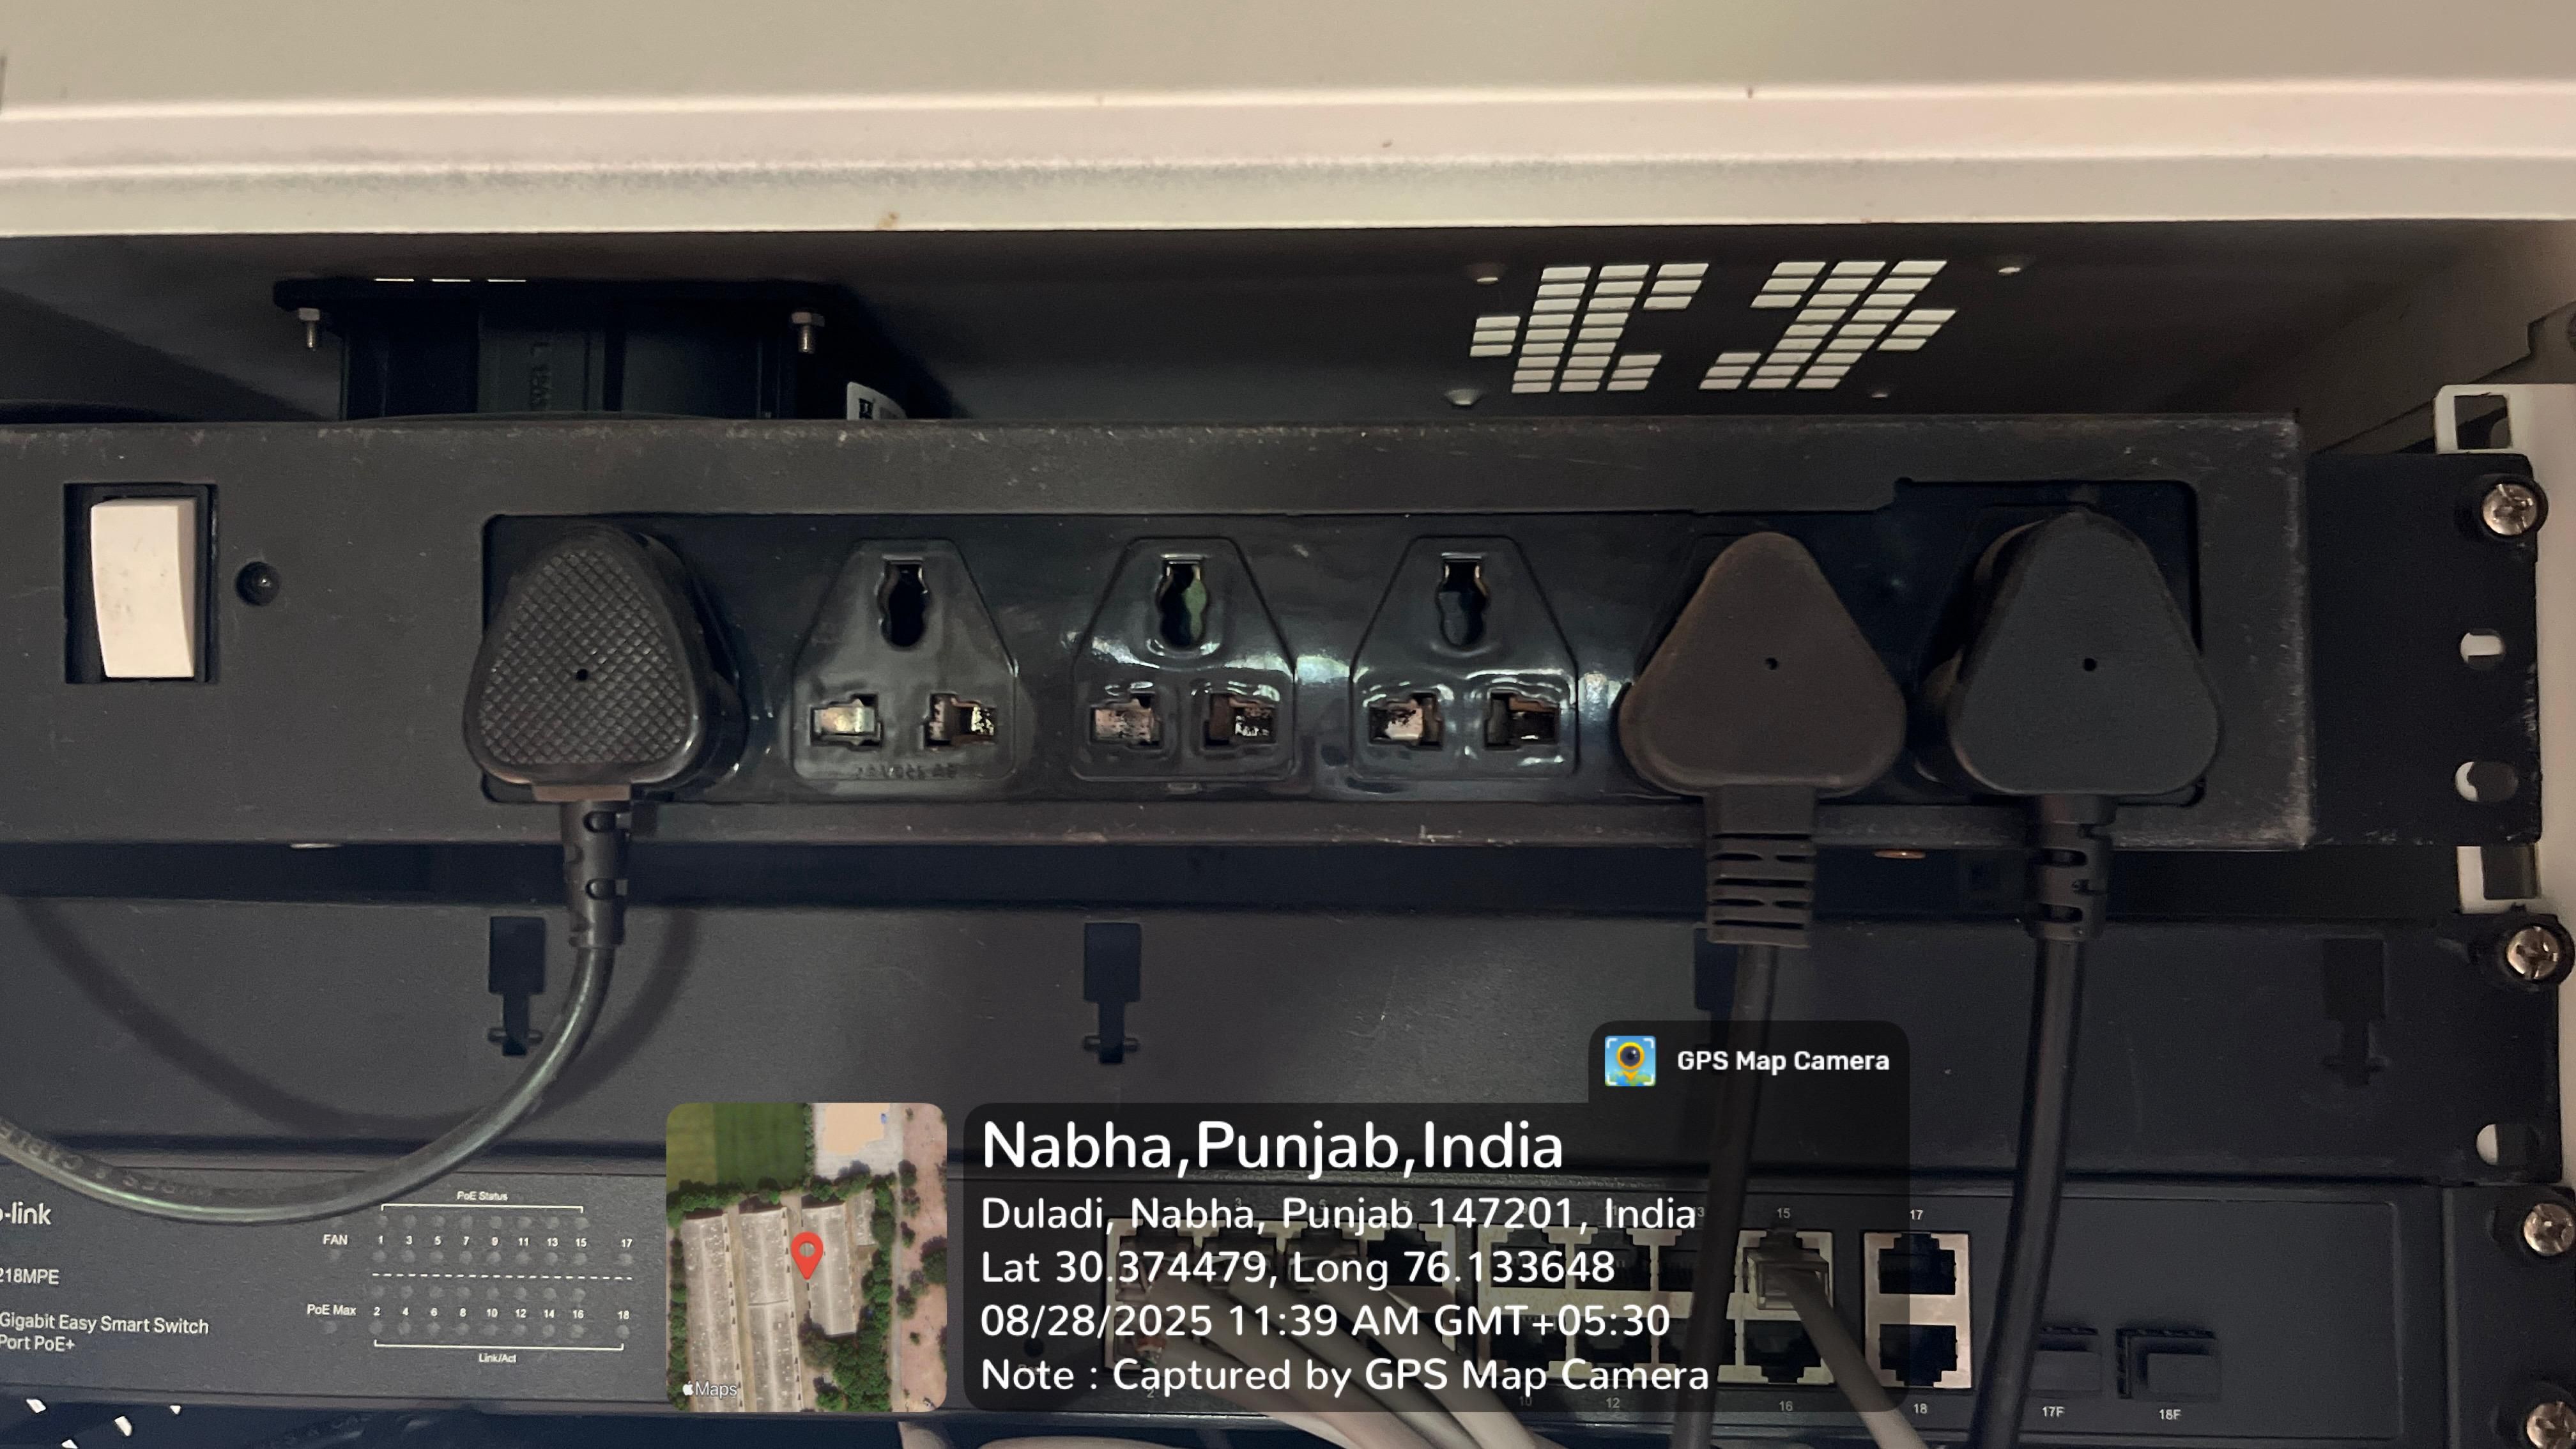 GPS Map Camera
Nabha,Punjab,India
Duladi, Nabha, Punjab 147201, India
Lat 30.374479, Long 76.133648
08/28/2025 11:39 AM GMT+05:30
Note : Captured by GPS Map Camera
Maps
-link
218MPE
Gigabit Easy Smart Switch
Port PoE+
PoE Status
FAN 1 3 5 7 9 11 13 15 17
PoE Max 2 4 6 8 10 12 14 16 18
Link/Act
15 17
10 12 16 18 17F 18F